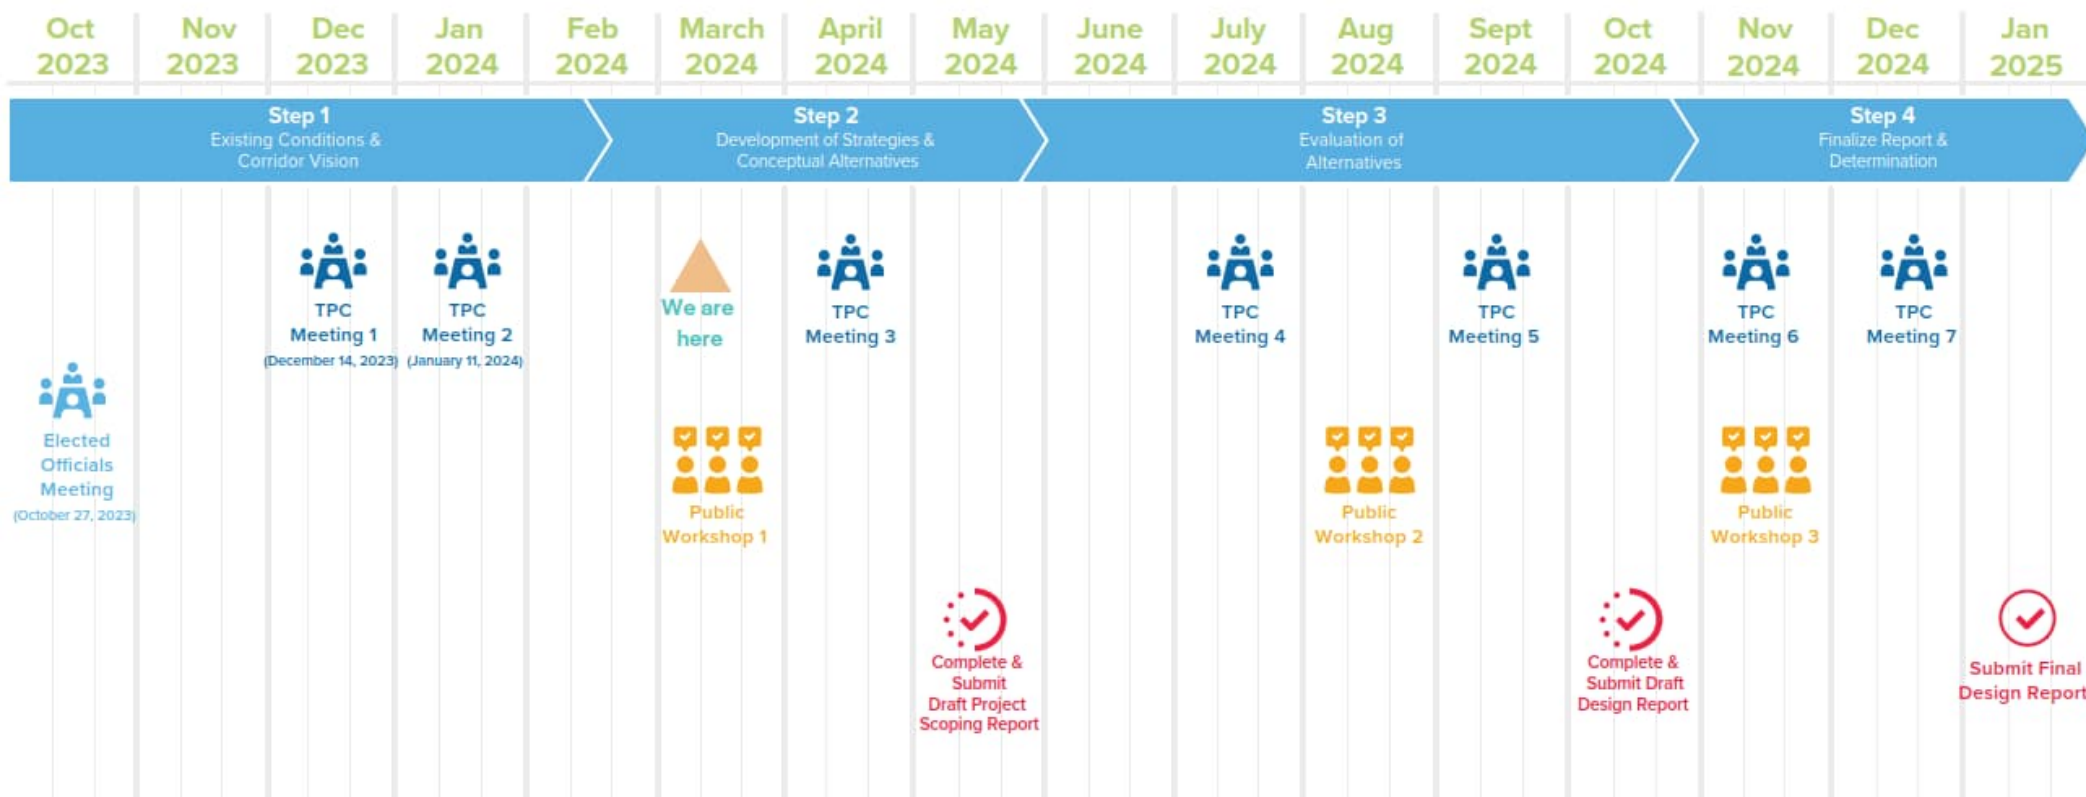 Oct
2023
Nov
2023
Dec
2023
Jan
2024
Feb
2024
March
2024
April
2024
May
2024
June
2024
July
2024
Aug
2024
Sept
2024
Oct
2024
Nov
2024
Dec
2024
Jan
2025
Step 1
Existing Conditions &
Corridor Vision
Step 2
Development of Strategies &
Conceptual Alternatives
Step 3
Evaluation of
Alternatives
Step 4
Finalize Report &
Determination
TPC
Meeting 1
(December 14, 2023)
TPC
Meeting 2
(January 11, 2024)
We are
here
TPC
Meeting 3
TPC
Meeting 4
TPC
Meeting 5
TPC
Meeting 6
TPC
Meeting 7
Elected
Officials
Meeting
(October 27, 2023)
Public
Workshop 1
Public
Workshop 2
Public
Workshop 3
Complete &
Submit
Draft Project
Scoping Report
Complete &
Submit Draft
Design Report
Submit Final
Design Report